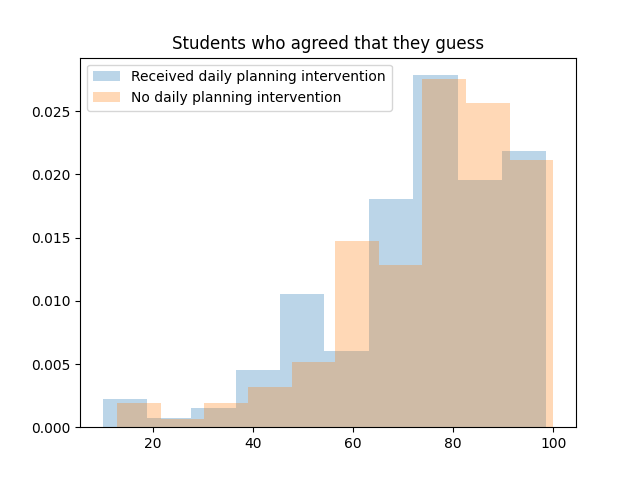 Students who agreed that they guess
Received daily planning intervention
No daily planning intervention
0.025
0.020
0.015
0.010
0.005
0.000
20 40 60 80 100